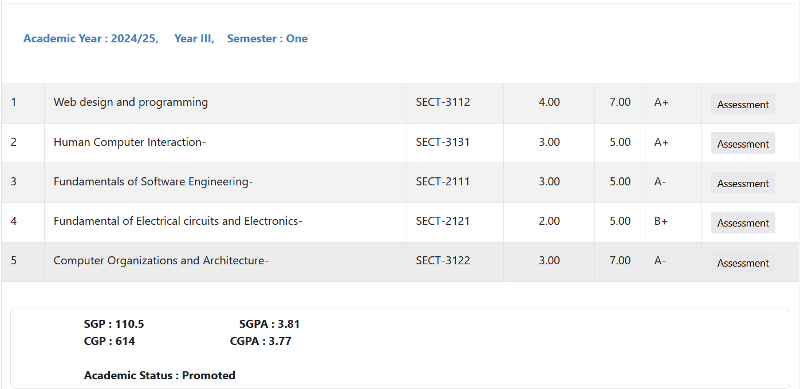 Academic Year : 2024/25, Year III, Semester : One
1 Web design and programming SECT-3112 4.00 7.00 A+ Assessment
2 Human Computer Interaction- SECT-3131 3.00 5.00 A+ Assessment
3 Fundamentals of Software Engineering- SECT-2111 3.00 5.00 A- Assessment
4 Fundamental of Electrical circuits and Electronics- SECT-2121 2.00 5.00 B+ Assessment
5 Computer Organizations and Architecture- SECT-3122 3.00 7.00 A- Assessment
SGP : 110.5 SGPA : 3.81
CGP : 614 CGPA : 3.77
Academic Status : Promoted